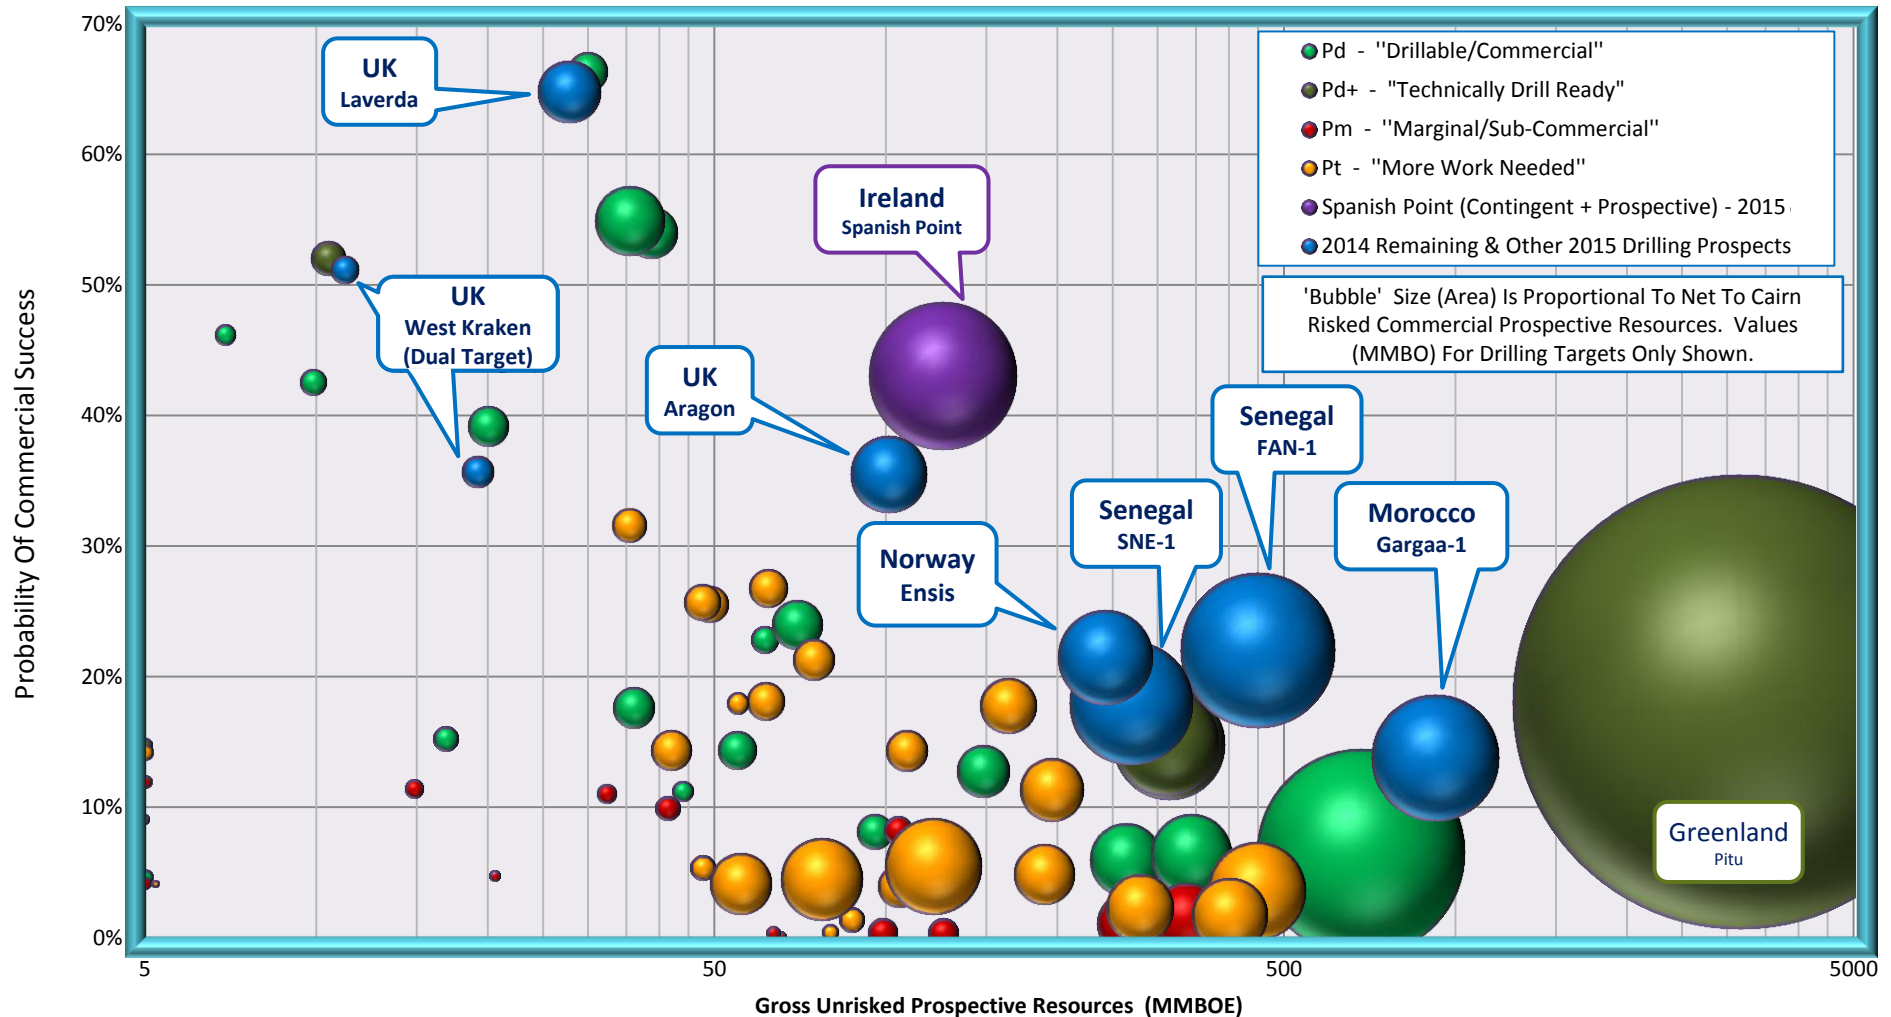 70%
60%
50%
40%
30%
20%
10%
0%
Probability Of Commercial Success
UK
Laverda
Ireland
Spanish Point
UK
West Kraken
(Dual Target)
UK
Aragon
Norway
Ensis
Senegal
SNE-1
Senegal
FAN-1
Morocco
Gargaa-1
Greenland
Pitu
Pd - "Drillable/Commercial"
Pd+ - "Technically Drill Ready"
Pm - "Marginal/Sub-Commercial"
Pt - "More Work Needed"
Spanish Point (Contingent + Prospective) - 2015
2014 Remaining & Other 2015 Drilling Prospects
'Bubble' Size (Area) Is Proportional To Net To Cairn
Risked Commercial Prospective Resources. Values
(MMBO) For Drilling Targets Only Shown.
5
50
500
5000
Gross Unrisked Prospective Resources (MMBOE)